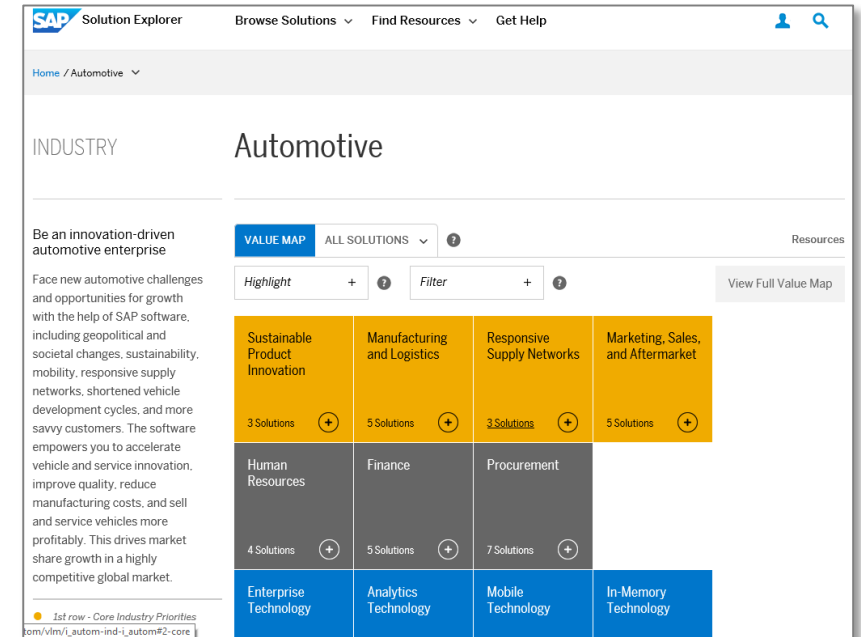 SAP Solution Explorer
Browse Solutions
Find Resources
Get Help
Home / Automotive
INDUSTRY
Automotive
Be an innovation-driven
automotive enterprise
Face new automotive challenges
and opportunities for growth
with the help of SAP software,
including geopolitical and
societal changes, sustainability,
mobility, responsive supply
networks, shortened vehicle
development cycles, and more
savvy customers. The software
empowers you to accelerate
vehicle and service innovation,
improve quality, reduce
manufacturing costs, and sell
and service vehicles more
profitably. This drives market
share growth in a highly
competitive global market.
1st row - Core Industry Priorities
tom/vlm/i_autom-ind-i_autom#2-core
VALUE MAP
ALL SOLUTIONS
?
Resources
Highlight +
?
Filter +
?
View Full Value Map
Sustainable
Product
Innovation
3 Solutions +
Manufacturing
and Logistics
5 Solutions +
Responsive
Supply Networks
3 Solutions +
Marketing, Sales,
and Aftermarket
5 Solutions +
Human
Resources
4 Solutions +
Finance
5 Solutions +
Procurement
7 Solutions +
Enterprise
Technology
Analytics
Technology
Mobile
Technology
In-Memory
Technology